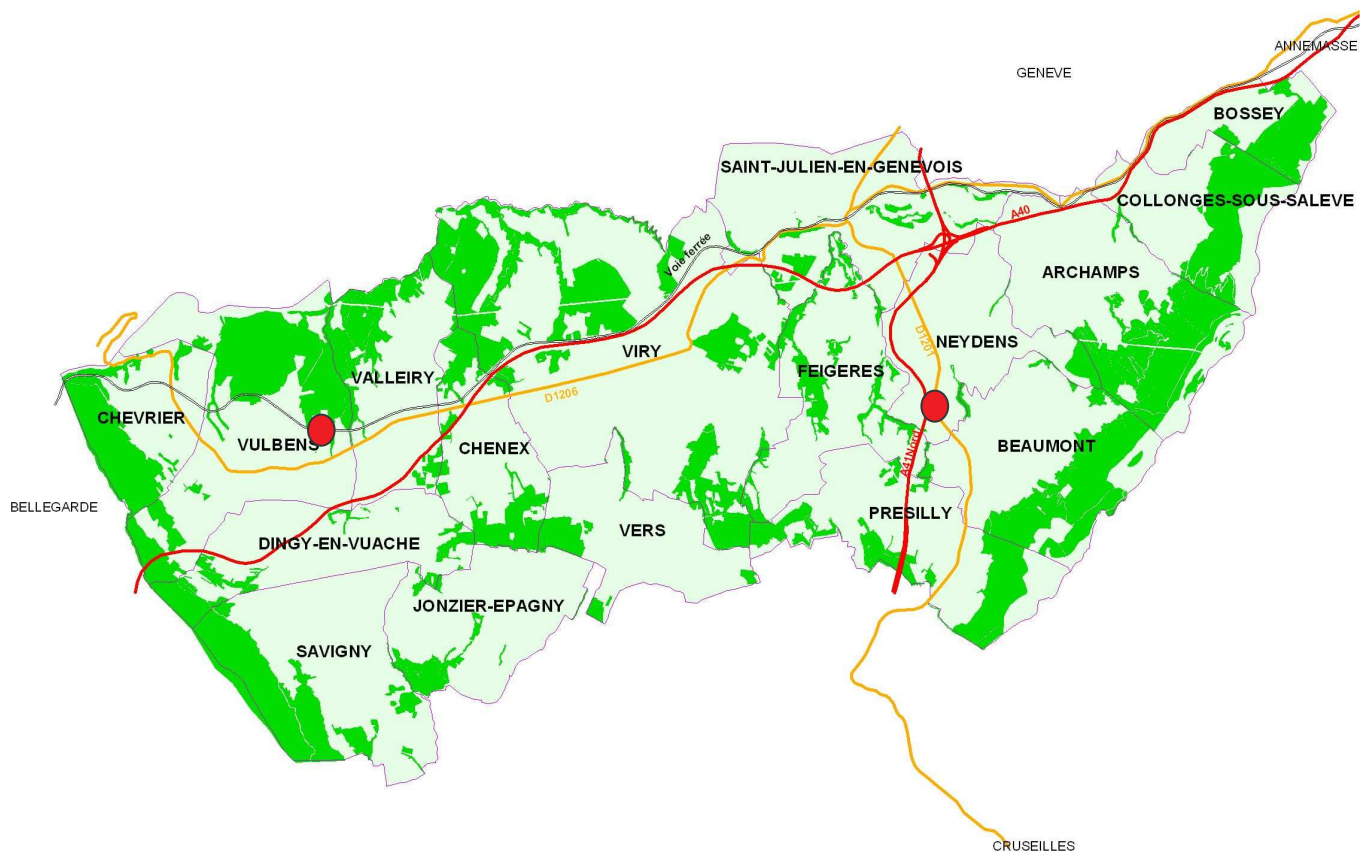 ANNEMASSE
GENEVE
BOSSEY
SAINT-JULIEN-EN-GENEVOIS
COLLONGES-SOUS-SALEVE
A40
Voie ferrée
ARCHAMPS
D1201
NEYDENS
VIRY
FEIGERES
VALLEIRY
D1206
CHEVRIER
VULBENS
CHENEX
A41Nord
BEAUMONT
BELLEGARDE
PRESILLY
VERS
DINGY-EN-VUACHE
JONZIER-EPAGNY
SAVIGNY
CRUSEILLES